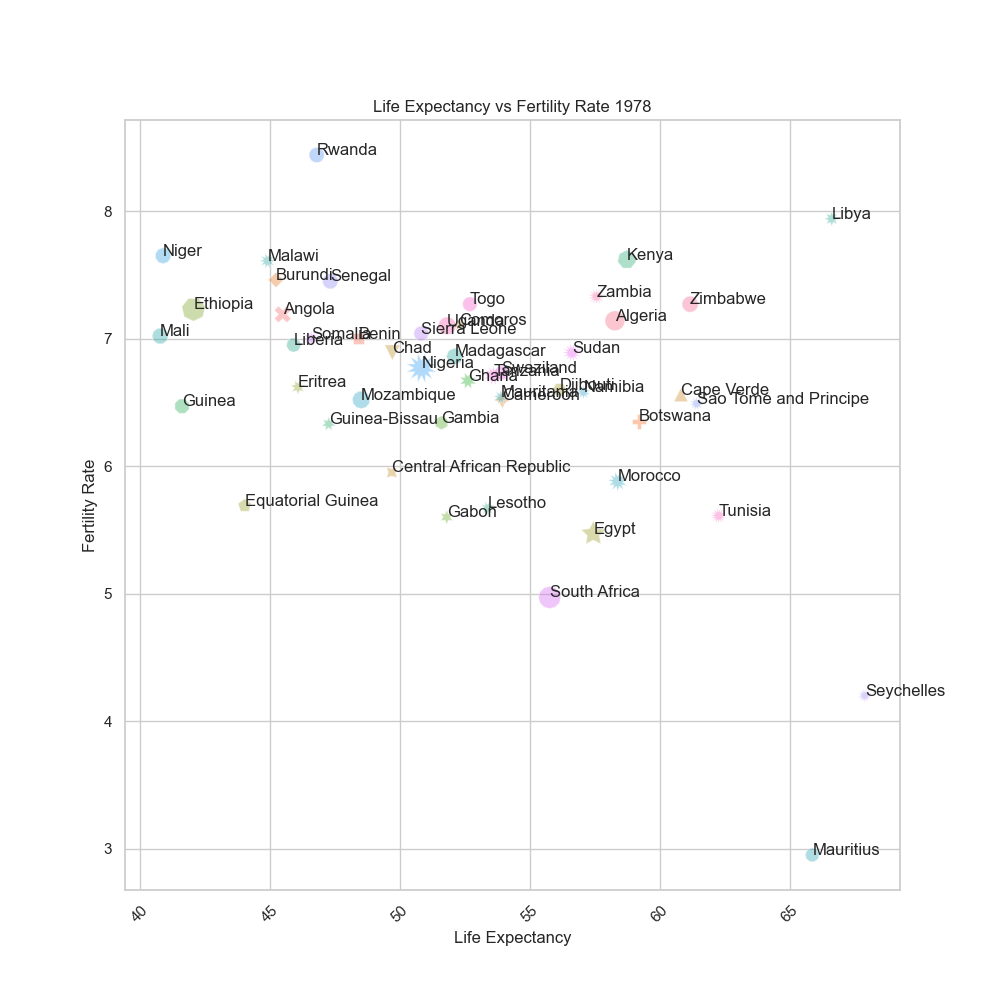 Life Expectancy vs Fertility Rate 1978
Rwanda
8
Libya
Niger
Malawi
Kenya
Burundi
Senegal
Zambia
Togo
Zimbabwe
Ethiopia
Angola
Algeria
Uganda
Comoros
Mali
7
Liberia
Somalia
Benin
Sierra Leone
Chad
Madagascar
Sudan
Nigeria
Ghana
Tanzania
Swaziland
Eritrea
Djibouti
Namibia
Cape Verde
Guinea
Mozambique
Mauritania
Cameroon
Sao Tome and Principe
Guinea-Bissau
Gambia
Botswana
6
Central African Republic
Morocco
Equatorial Guinea
Gabon
Lesotho
Tunisia
Egypt
Fertility Rate
5
South Africa
Seychelles
4
3
Mauritius
40
45
50
55
60
65
Life Expectancy